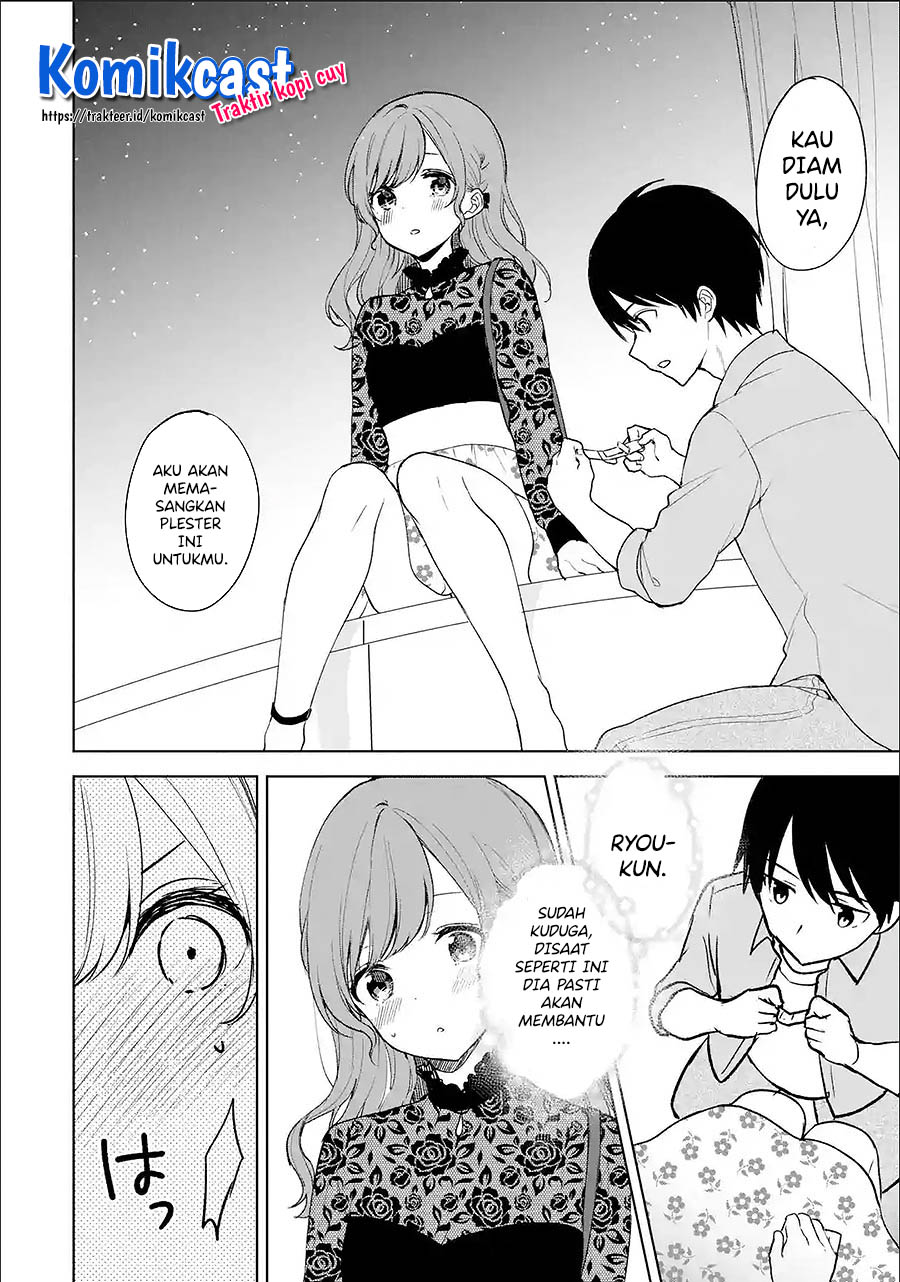 Komikcast
Traktir kopi cuy
https://trakteer.id/komikcast
KAU
DIAM
DULU
YA,
AKU AKAN
MEMA-
SANGKAN
PLESTER
INI
UNTUKMU.
RYOU-
KUN.
SUDAH
KUDUGA,
DISAAT
SEPERTI INI
DIA PASTI
AKAN
MEMBANTU
....
はっ